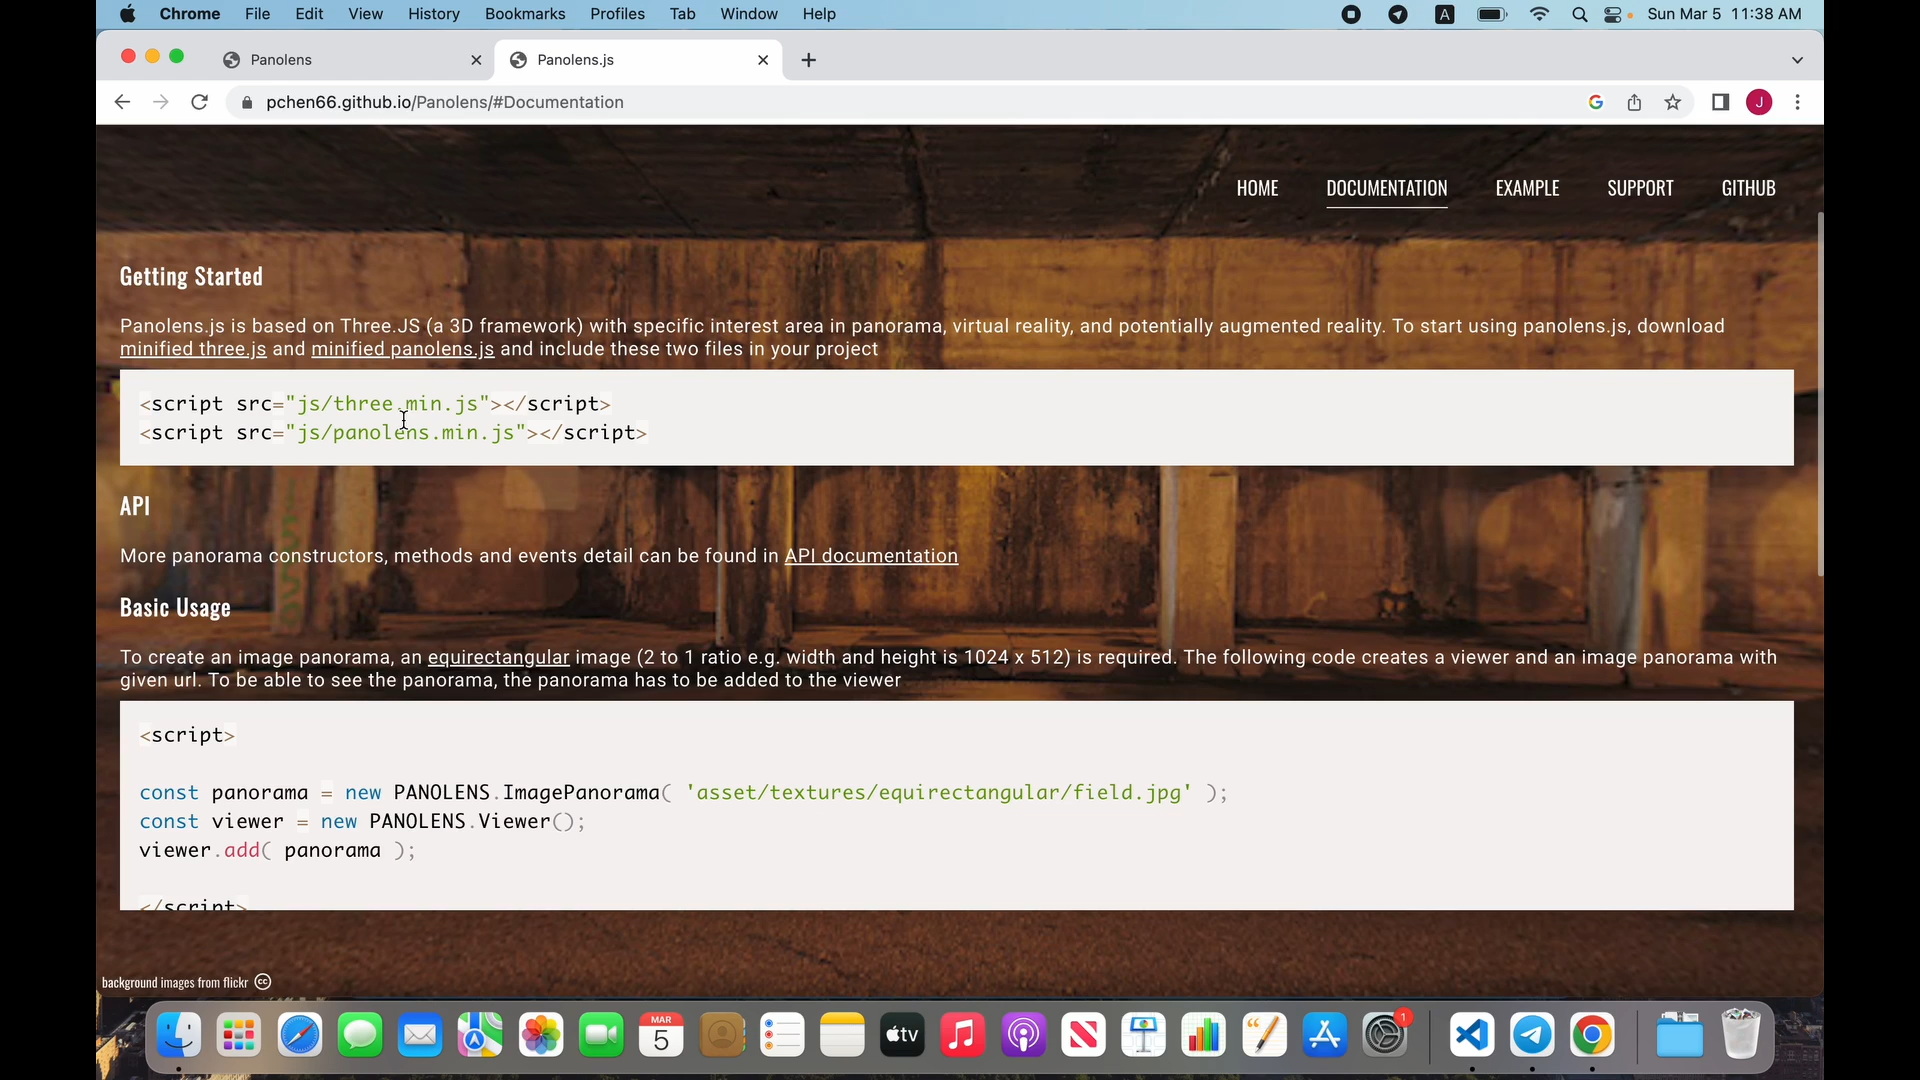 Chrome File Edit View History Bookmarks Profiles Tab Window Help A Sun Mar 5 11:38 AM
Panolens Panolens.js
pchen66.github.io/Panolens/#Documentation J
HOME DOCUMENTATION EXAMPLE SUPPORT GITHUB
Getting Started
Panolens.js is based on Three.JS (a 3D framework) with specific interest area in panorama, virtual reality, and potentially augmented reality. To start using panolens.js, download
minified three.js and minified panolens.js and include these two files in your project
<script src="js/three.min.js"></script>
<script src="js/panolens.min.js"></script>
API
More panorama constructors, methods and events detail can be found in API documentation
Basic Usage
To create an image panorama, an equirectangular image (2 to 1 ratio e.g. width and height is 1024 x 512) is required. The following code creates a viewer and an image panorama with
given url. To be able to see the panorama, the panorama has to be added to the viewer
<script>
const panorama = new PANOLENS.ImagePanorama( 'asset/textures/equirectangular/field.jpg' );
const viewer = new PANOLENS.Viewer();
viewer.add( panorama );
</script>
background images from flickr cc
MAR
5
tv
1